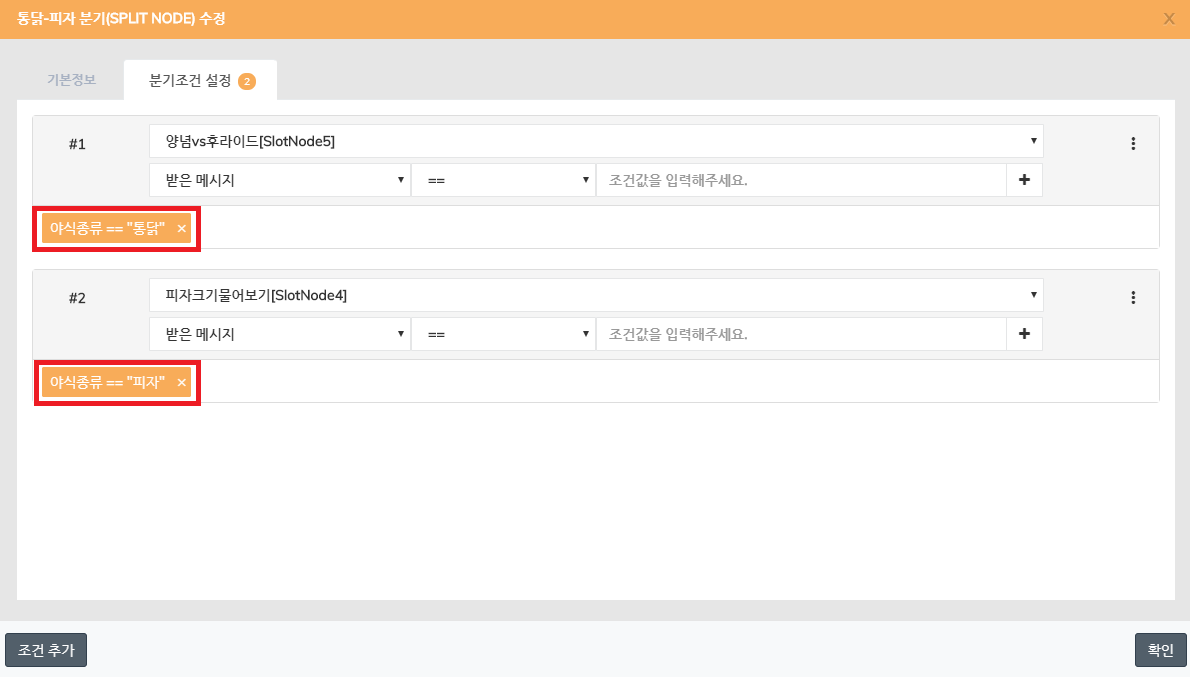 통닭-피자 분기(SPLIT NODE) 수정
X
기본정보
분기조건 설정 2
#1
양념vs후라이드[SlotNode5]
받은 메시지
==
조건값을 입력해주세요.
야식종류 == "통닭" ×
#2
피자크기물어보기[SlotNode4]
받은 메시지
==
조건값을 입력해주세요.
야식종류 == "피자" ×
조건 추가
확인